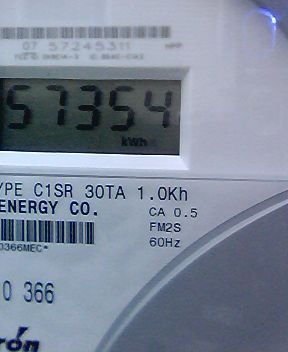 07 57245311
57354
kWh
YPE C1SR 30TA 1.0Kh
ENERGY CO.
CA 0.5
FM2S
60Hz
0366MEC*
0 366
ron